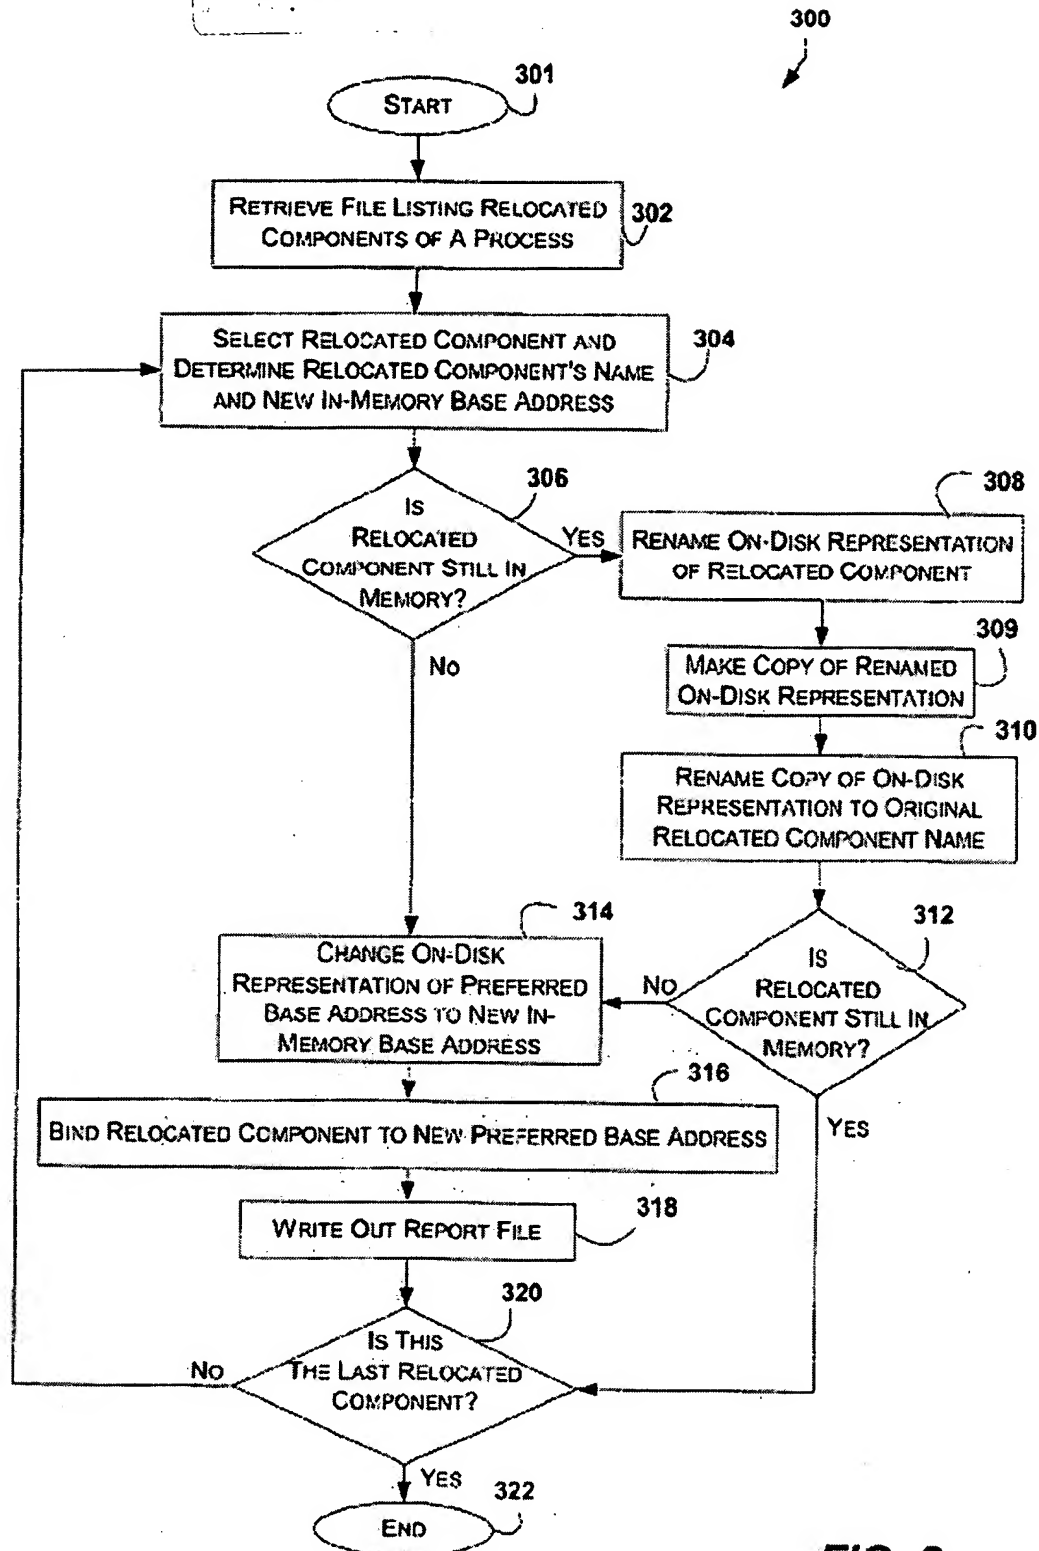 300
301
START
RETRIEVE FILE LISTING RELOCATED
COMPONENTS OF A PROCESS
302
SELECT RELOCATED COMPONENT AND
DETERMINE RELOCATED COMPONENT'S NAME
AND NEW IN-MEMORY BASE ADDRESS
304
306
IS
RELOCATED
COMPONENT STILL IN
MEMORY?
YES
NO
308
RENAME ON-DISK REPRESENTATION
OF RELOCATED COMPONENT
309
MAKE COPY OF RENAMED
ON-DISK REPRESENTATION
310
RENAME COPY OF ON-DISK
REPRESENTATION TO ORIGINAL
RELOCATED COMPONENT NAME
312
IS
RELOCATED
COMPONENT STILL IN
MEMORY?
NO
YES
314
CHANGE ON-DISK
REPRESENTATION OF PREFERRED
BASE ADDRESS TO NEW IN-
MEMORY BASE ADDRESS
316
BIND RELOCATED COMPONENT TO NEW PREFERRED BASE ADDRESS
318
WRITE OUT REPORT FILE
320
IS THIS
THE LAST RELOCATED
COMPONENT?
NO
YES
322
END